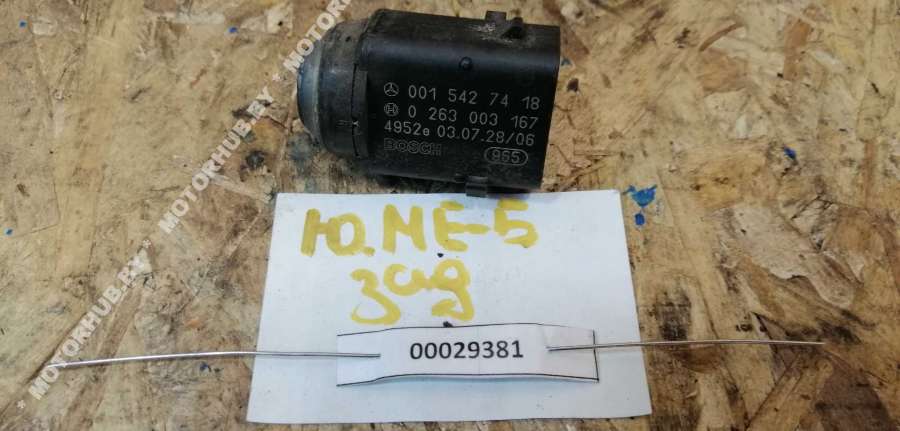 001 542 74 18
0 263 003 167
4952e 03.07.28/06
BOSCH 965
Ю.МЕ-Б
зад
00029381
* MOTORHUB.BY * MOTORHUB.BY * MOTORHUB.BY * MOTORHUB